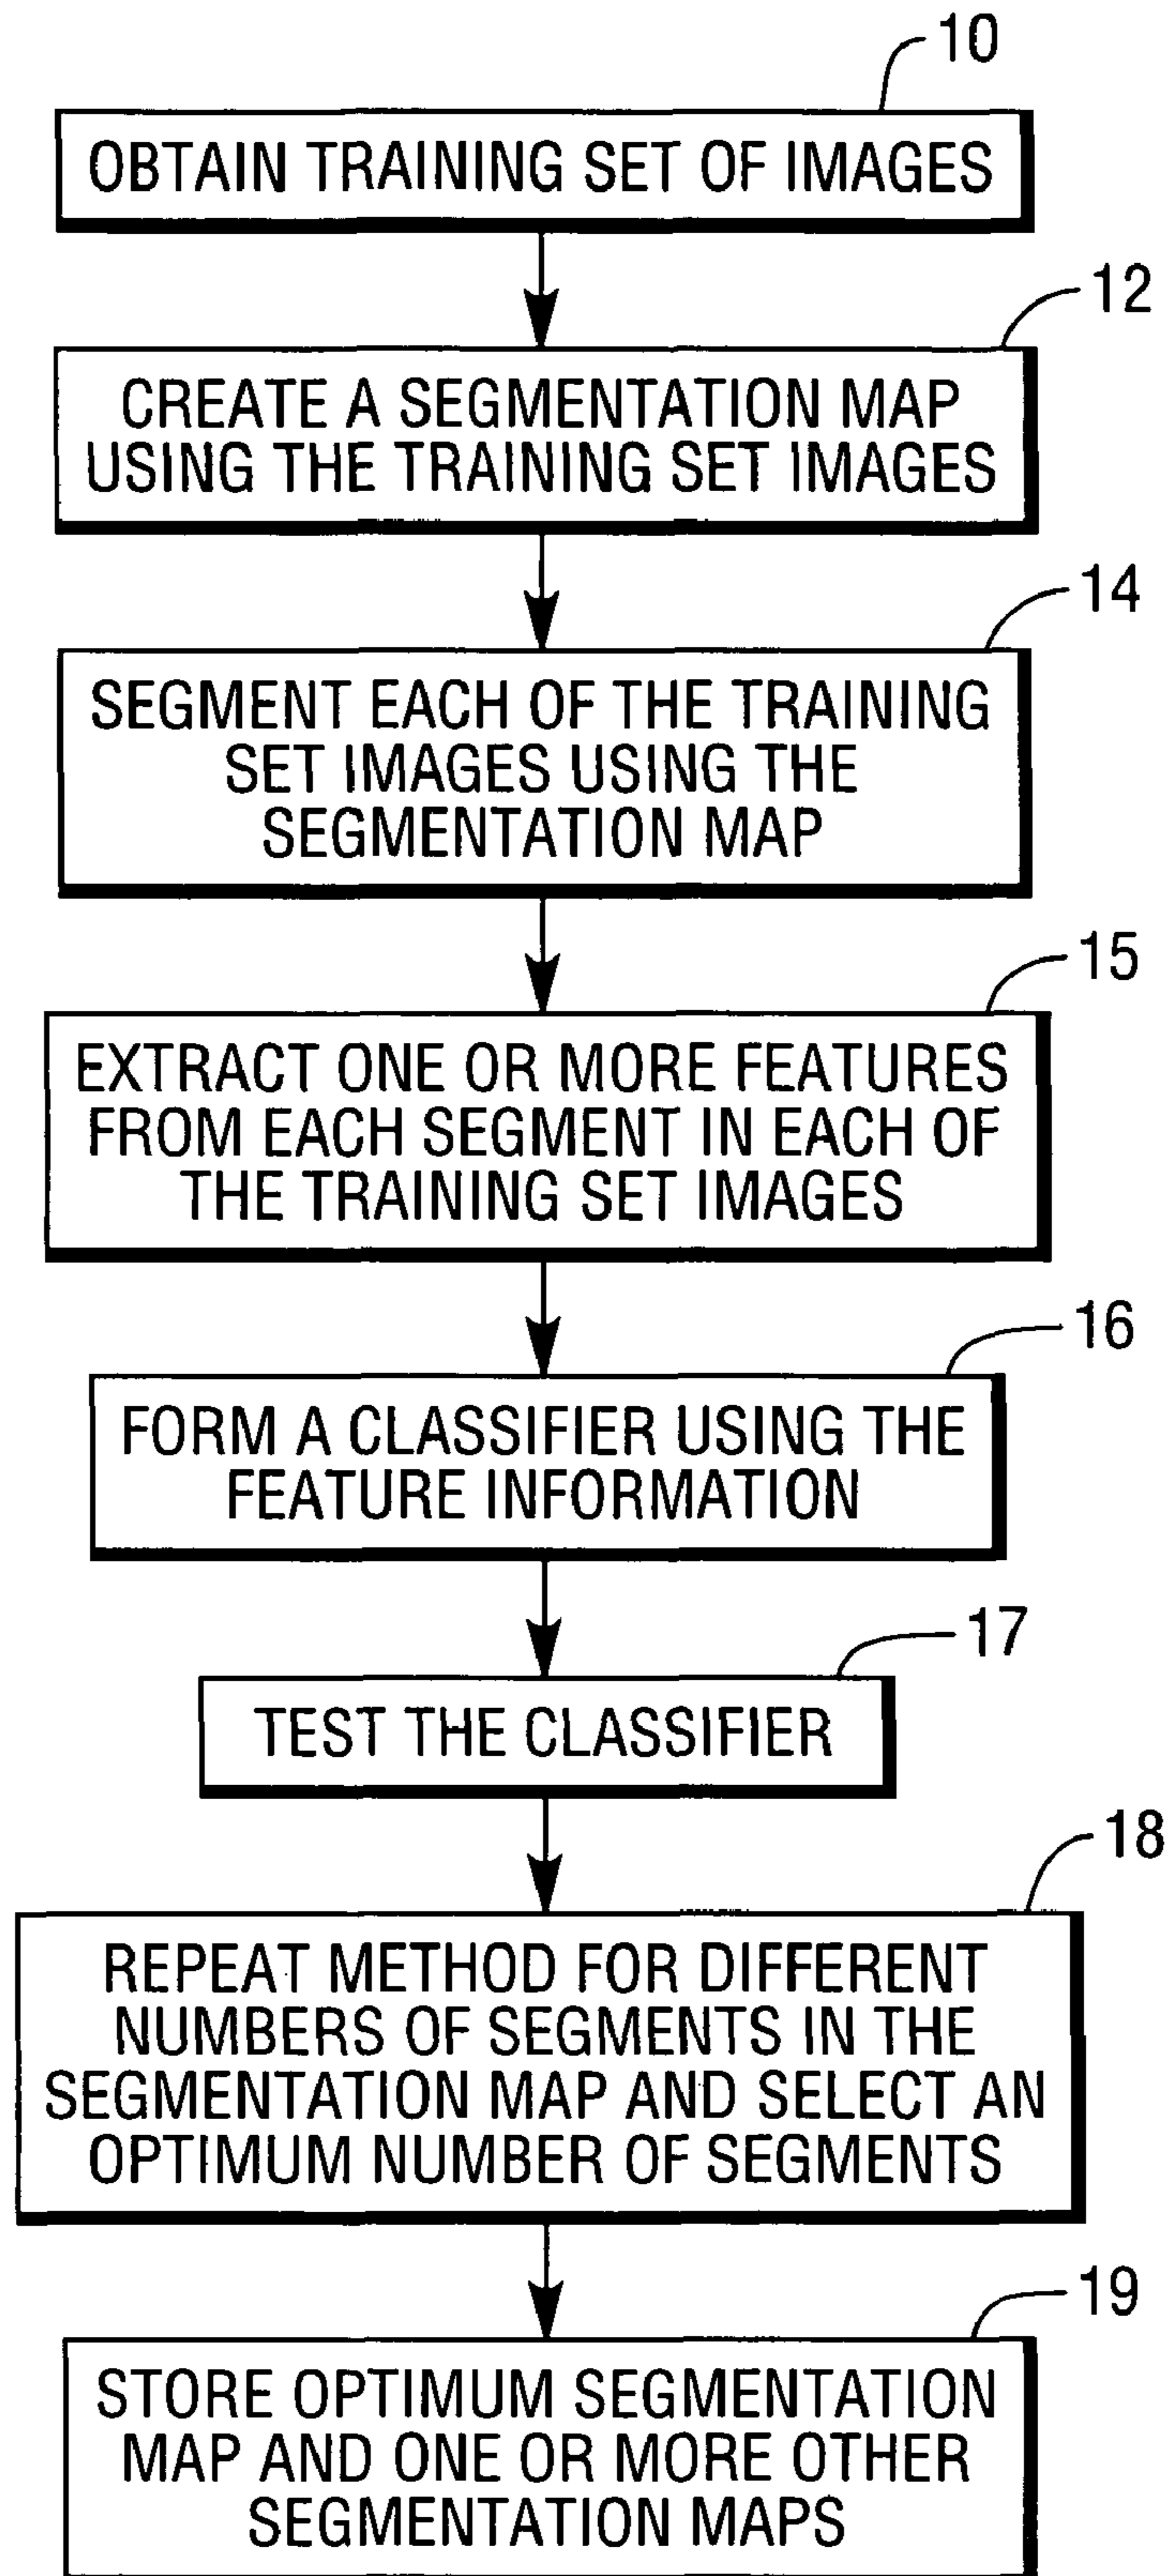 10
OBTAIN TRAINING SET OF IMAGES
12
CREATE A SEGMENTATION MAP
USING THE TRAINING SET IMAGES
14
SEGMENT EACH OF THE TRAINING
SET IMAGES USING THE
SEGMENTATION MAP
15
EXTRACT ONE OR MORE FEATURES
FROM EACH SEGMENT IN EACH OF
THE TRAINING SET IMAGES
16
FORM A CLASSIFIER USING THE
FEATURE INFORMATION
17
TEST THE CLASSIFIER
18
REPEAT METHOD FOR DIFFERENT
NUMBERS OF SEGMENTS IN THE
SEGMENTATION MAP AND SELECT AN
OPTIMUM NUMBER OF SEGMENTS
19
STORE OPTIMUM SEGMENTATION
MAP AND ONE OR MORE OTHER
SEGMENTATION MAPS